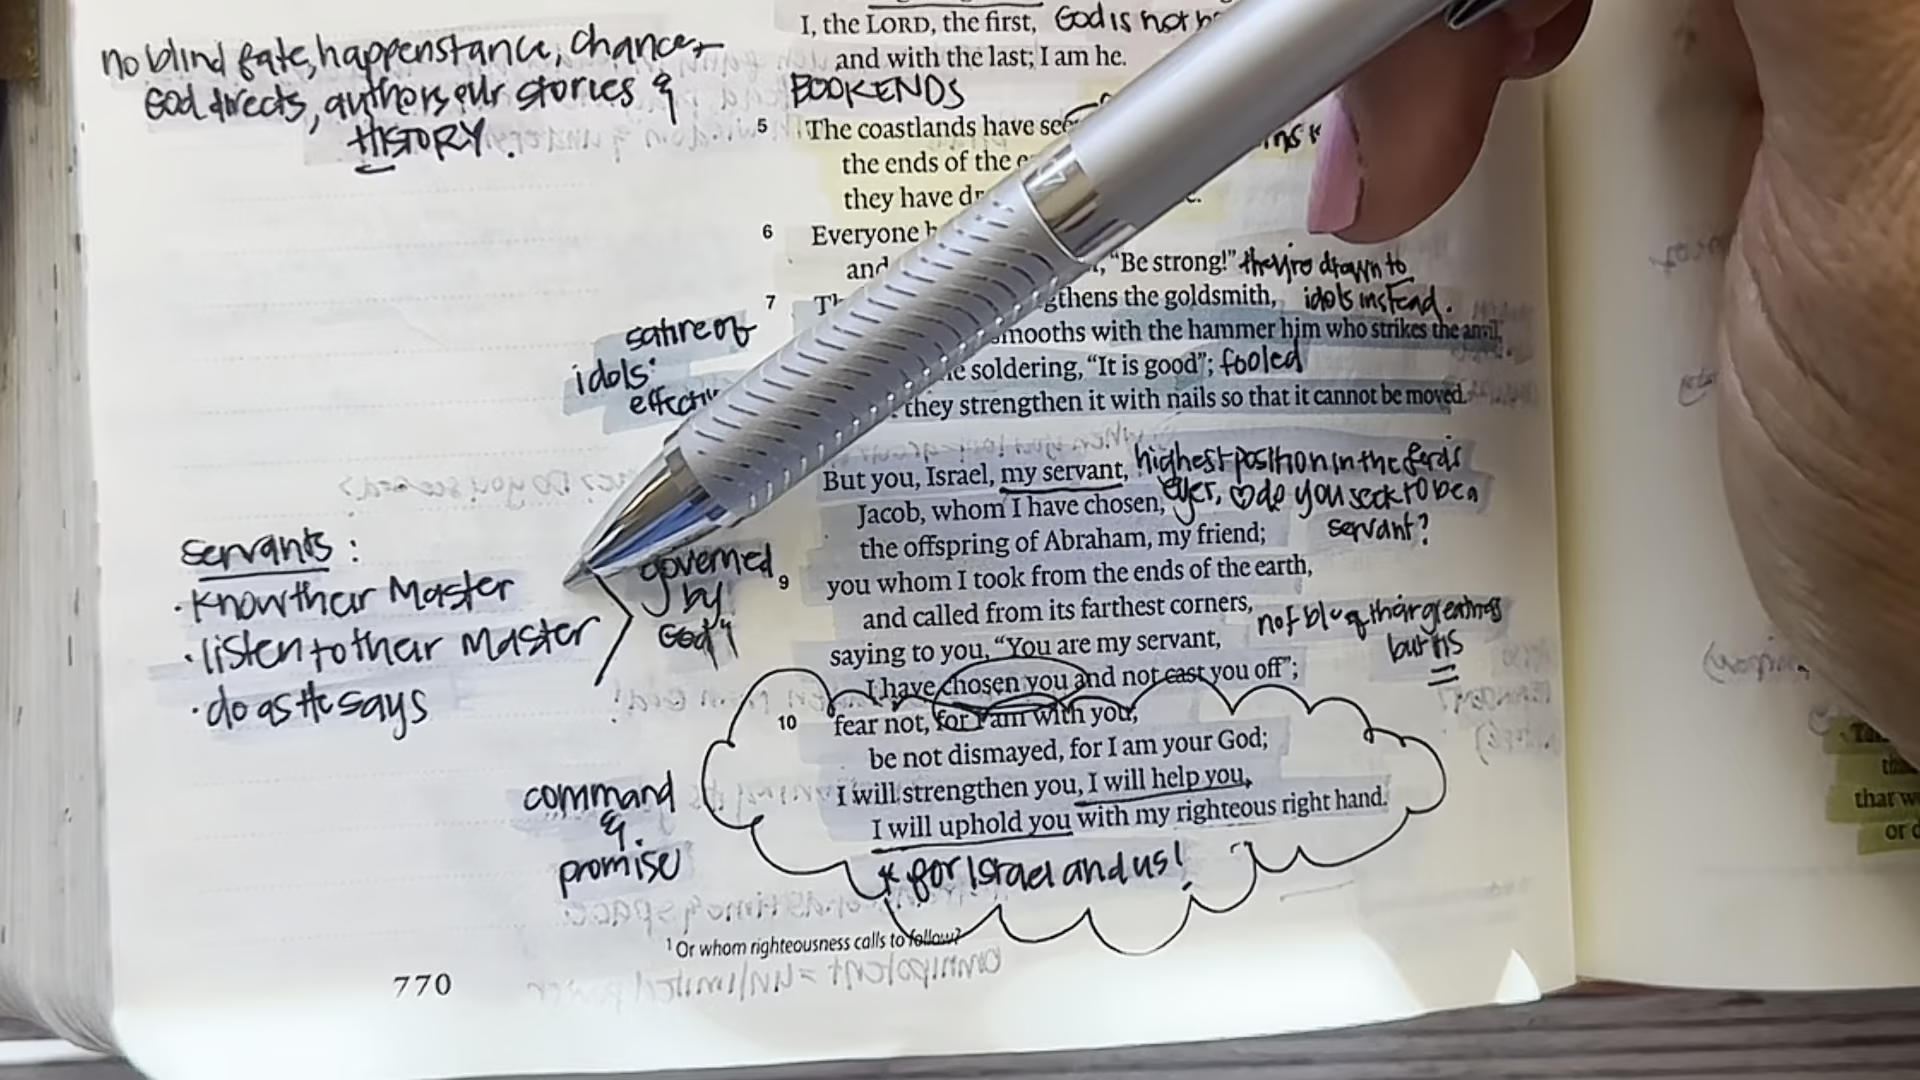 no blind fate, happenstance, chance +
God directs, authors our stories &
HISTORY.
I, the LORD, the first, God is not
and with the last; I am he.
BOOKENDS
5 The coastlands have
the ends of the
they have
6 Everyone
and "Be strong!" they're drawn to
7 the goldsmith, idols instead.
with the hammer him who strikes the anvil,
soldering, "It is good"; fooled
they strengthen it with nails so that it cannot be moved.
satire of
idols:
But you, Israel, my servant, highest position in the
Jacob, whom I have chosen, eyes, ♡ do you seek to be a
servant?
the offspring of Abraham, my friend;
9 you whom I took from the ends of the earth,
and called from its farthest corners,
saying to you, "You are my servant,
I have chosen you and not cast you off";
not b/c of their greatness
but his
servants:
· know their Master
· listen to their Master
· do as He says
governed
by
God"
10 fear not, for I am with you;
be not dismayed, for I am your God;
I will strengthen you, I will help you,
I will uphold you with my righteous right hand.
* for Israel and us!
command
&
promise
1 Or whom righteousness calls to follow?
770